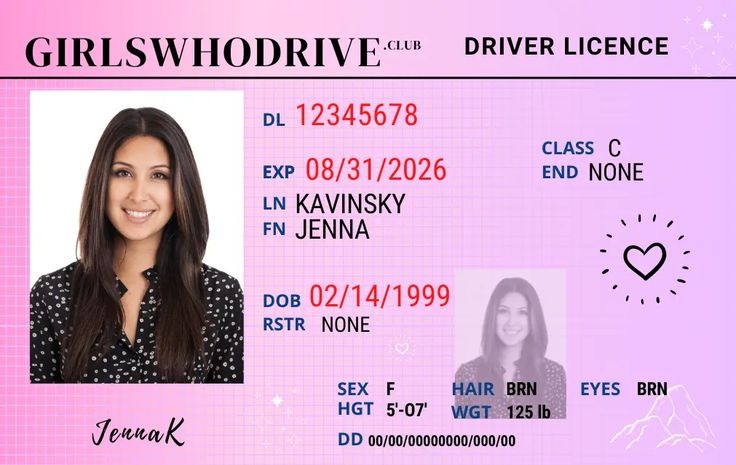 GIRLSWHODRIVE.CLUB DRIVER LICENCE
DL 12345678
CLASS C
EXP 08/31/2026
END NONE
LN KAVINSKY
FN JENNA
DOB 02/14/1999
RSTR NONE
SEX F HAIR BRN EYES BRN
HGT 5'-07' WGT 125 lb
DD 00/00/00000000/000/00
JennaK